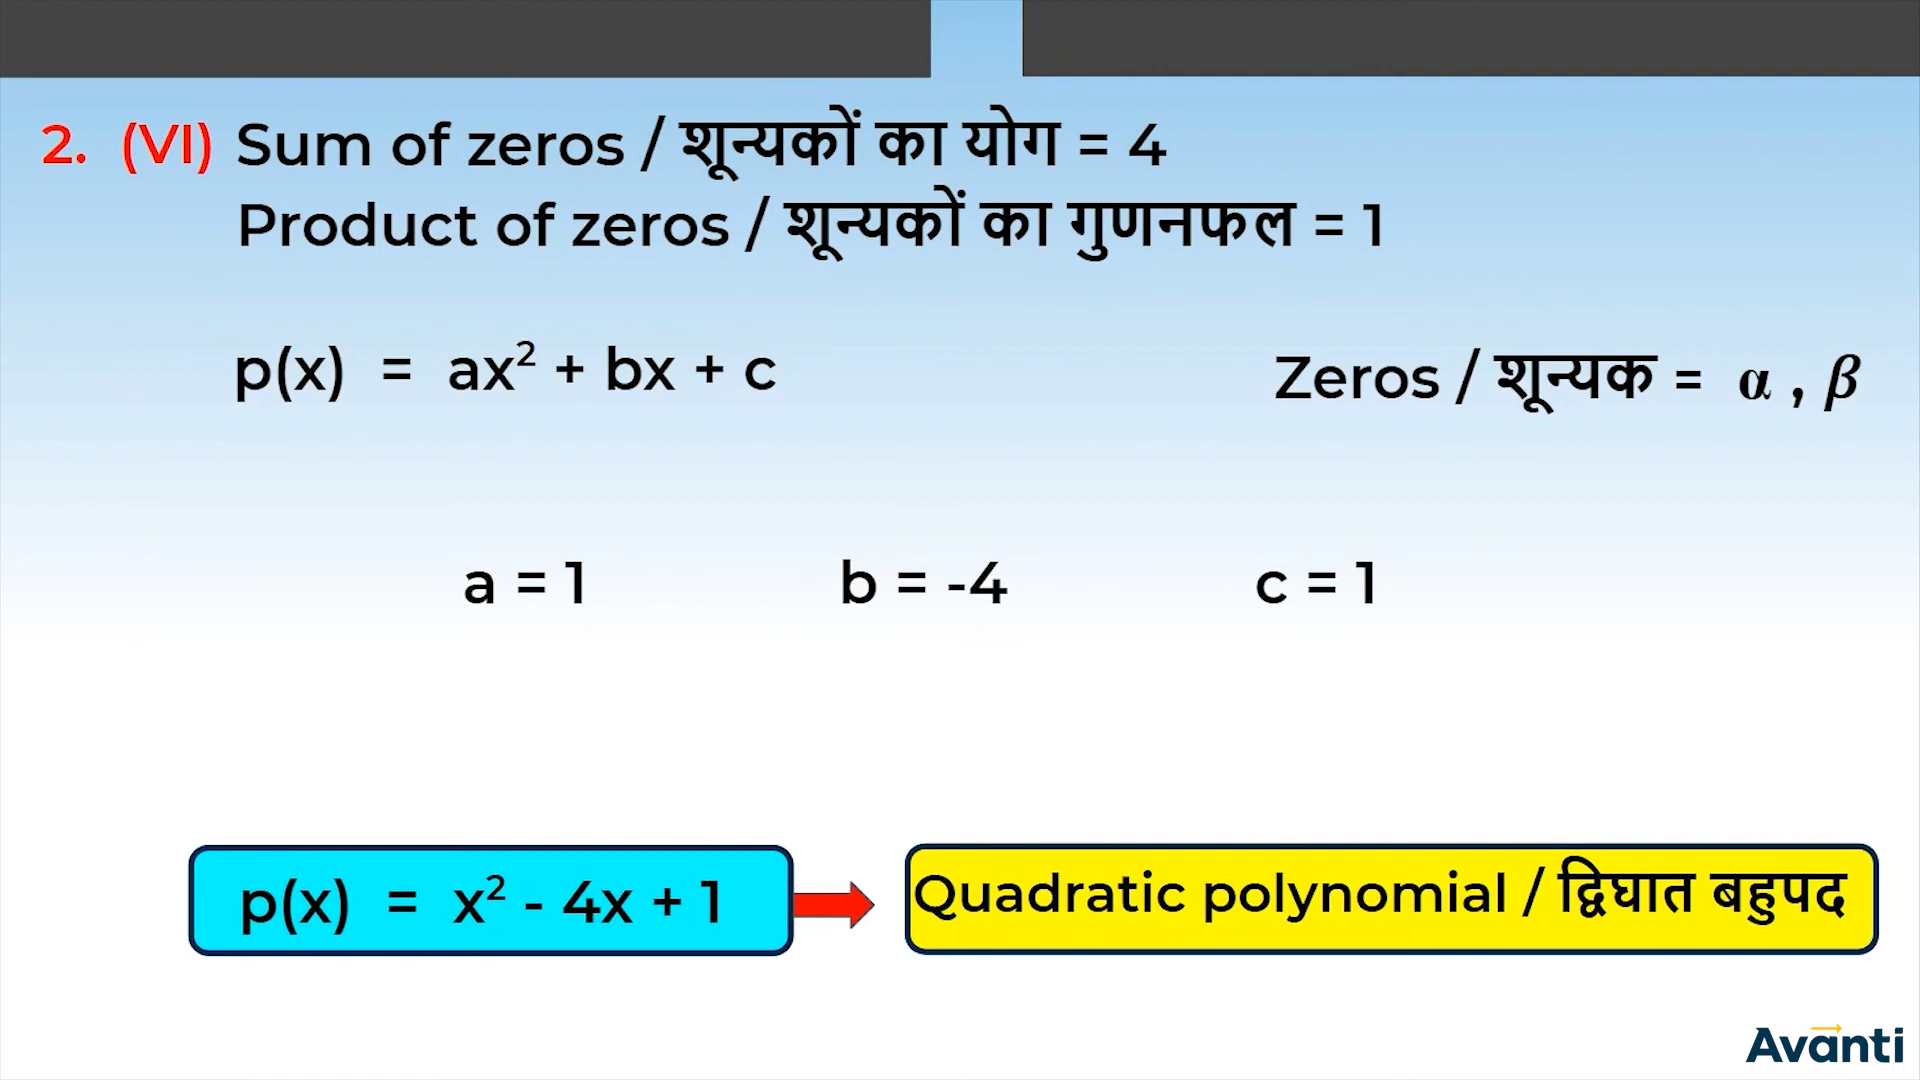 2. (VI) Sum of zeros / शून्यकों का योग = 4
Product of zeros / शून्यकों का गुणनफल = 1
p(x) = ax² + bx + c
Zeros / शून्यक = α , β
a = 1 b = -4 c = 1
p(x) = x² - 4x + 1
Quadratic polynomial / द्विघात बहुपद
Avanti